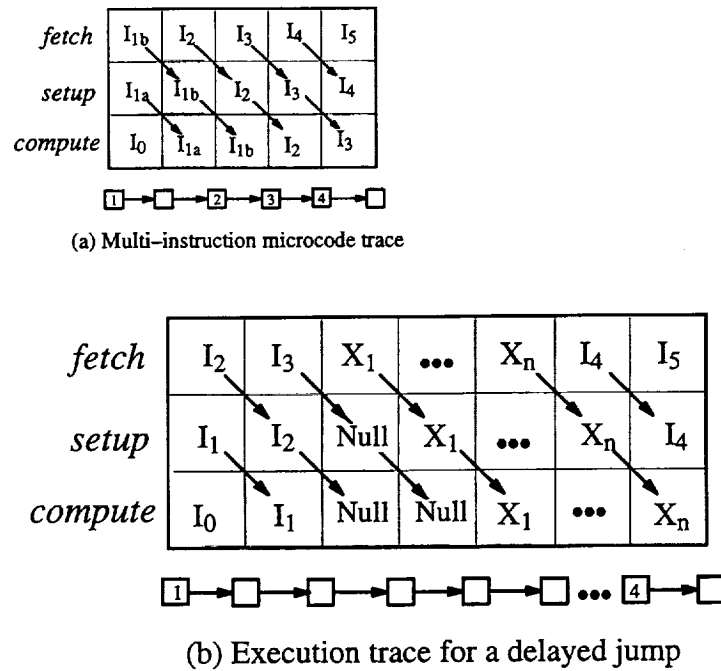 fetch I1b I2 I3 I4 I5
setup I1a I1b I2 I3 I4
compute I0 I1a I1b I2 I3
1 2 3 4
(a) Multi–instruction microcode trace
fetch I2 I3 X1 ••• Xn I4 I5
setup I1 I2 Null X1 ••• Xn I4
compute I0 I1 Null Null X1 ••• Xn
1 ••• 4
(b) Execution trace for a delayed jump